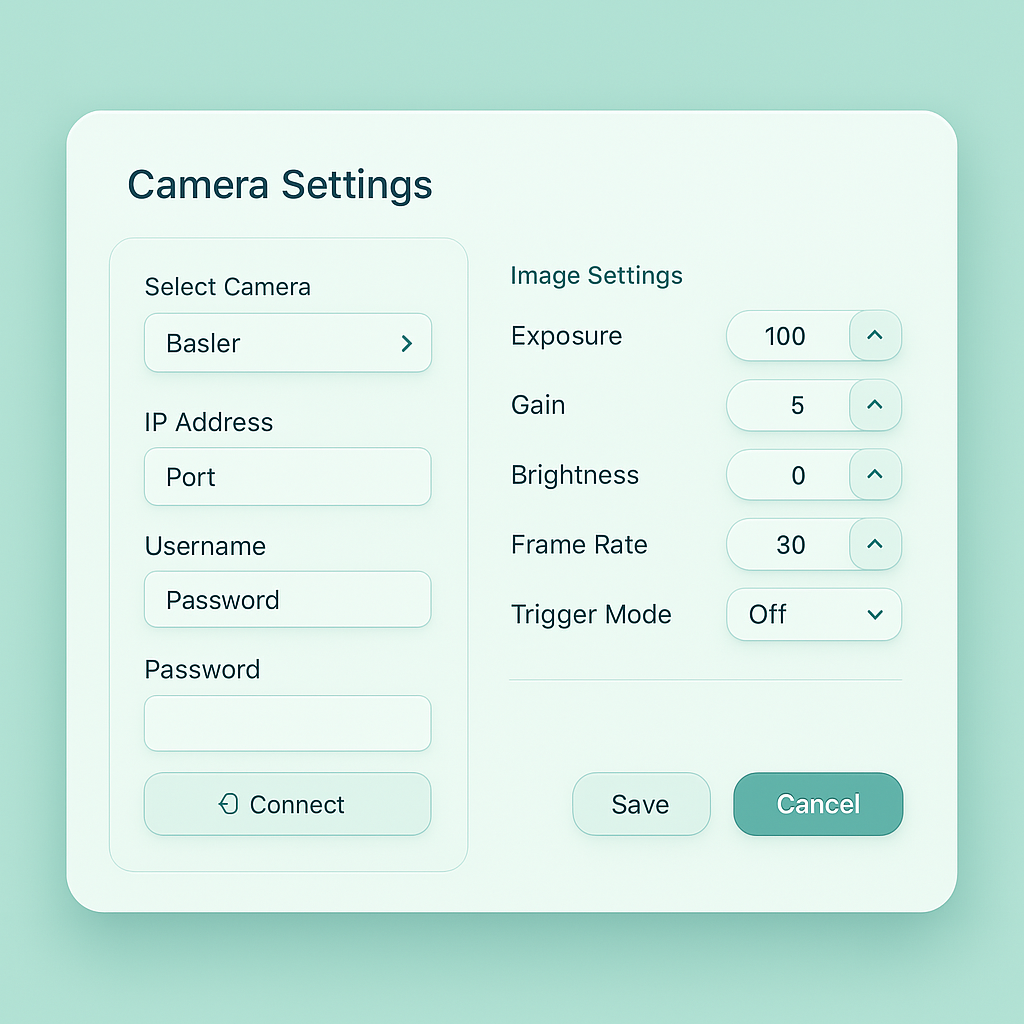 Camera Settings
Select Camera
Basler
IP Address
Port
Username
Password
Password
Connect
Image Settings
Exposure 100
Gain 5
Brightness 0
Frame Rate 30
Trigger Mode Off
Save Cancel